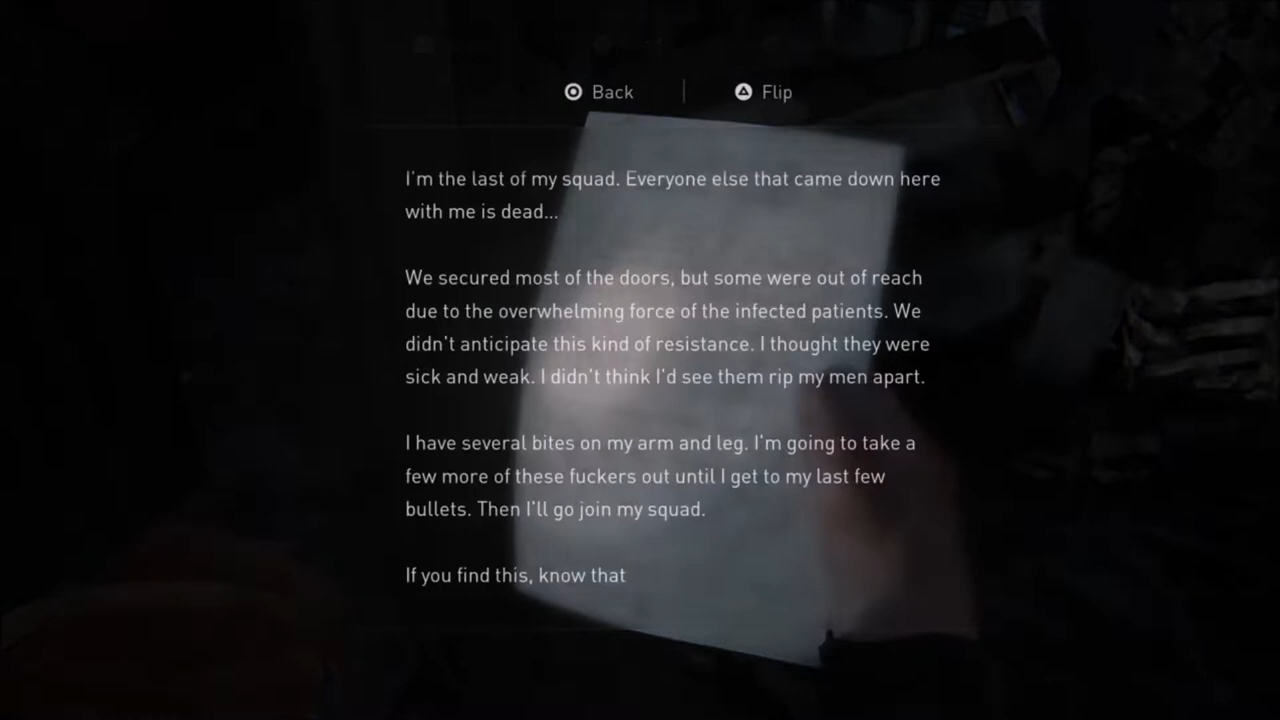 Back | Flip
I'm the last of my squad. Everyone else that came down here
with me is dead...
We secured most of the doors, but some were out of reach
due to the overwhelming force of the infected patients. We
didn't anticipate this kind of resistance. I thought they were
sick and weak. I didn't think I'd see them rip my men apart.
I have several bites on my arm and leg. I'm going to take a
few more of these fuckers out until I get to my last few
bullets. Then I'll go join my squad.
If you find this, know that